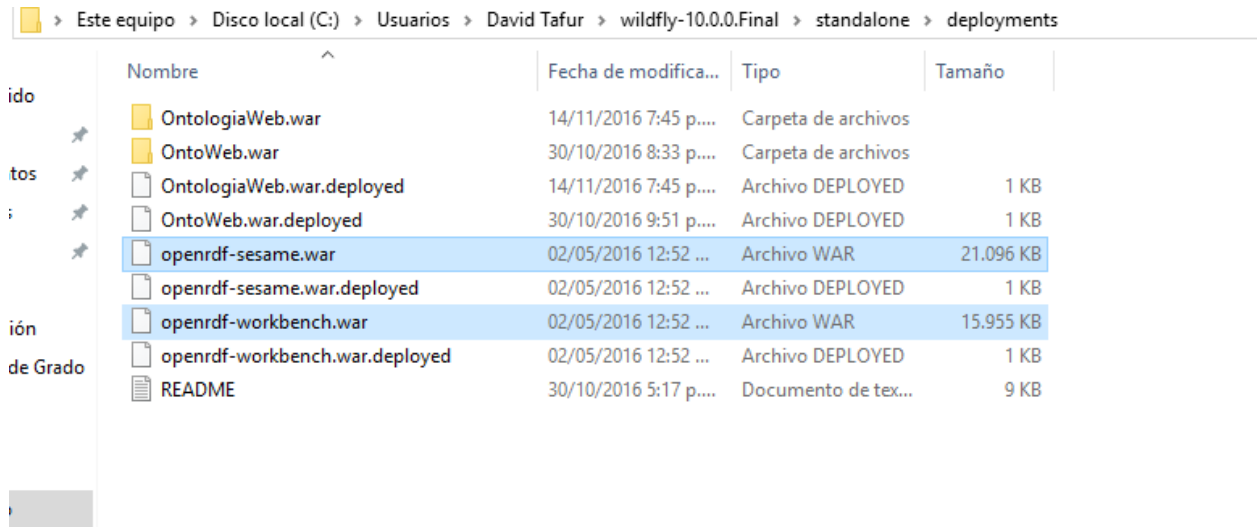 > Este equipo > Disco local (C:) > Usuarios > David Tafur > wildfly-10.0.0.Final > standalone > deployments
Nombre Fecha de modifica... Tipo Tamaño
ido
OntologiaWeb.war 14/11/2016 7:45 p.... Carpeta de archivos
OntoWeb.war 30/10/2016 8:33 p.... Carpeta de archivos
itos
OntologiaWeb.war.deployed 14/11/2016 7:45 p.... Archivo DEPLOYED 1 KB
OntoWeb.war.deployed 30/10/2016 9:51 p.... Archivo DEPLOYED 1 KB
openrdf-sesame.war 02/05/2016 12:52 ... Archivo WAR 21.096 KB
openrdf-sesame.war.deployed 02/05/2016 12:52 ... Archivo DEPLOYED 1 KB
ión
openrdf-workbench.war 02/05/2016 12:52 ... Archivo WAR 15.955 KB
openrdf-workbench.war.deployed 02/05/2016 12:52 ... Archivo DEPLOYED 1 KB
de Grado
README 30/10/2016 5:17 p.... Documento de tex... 9 KB